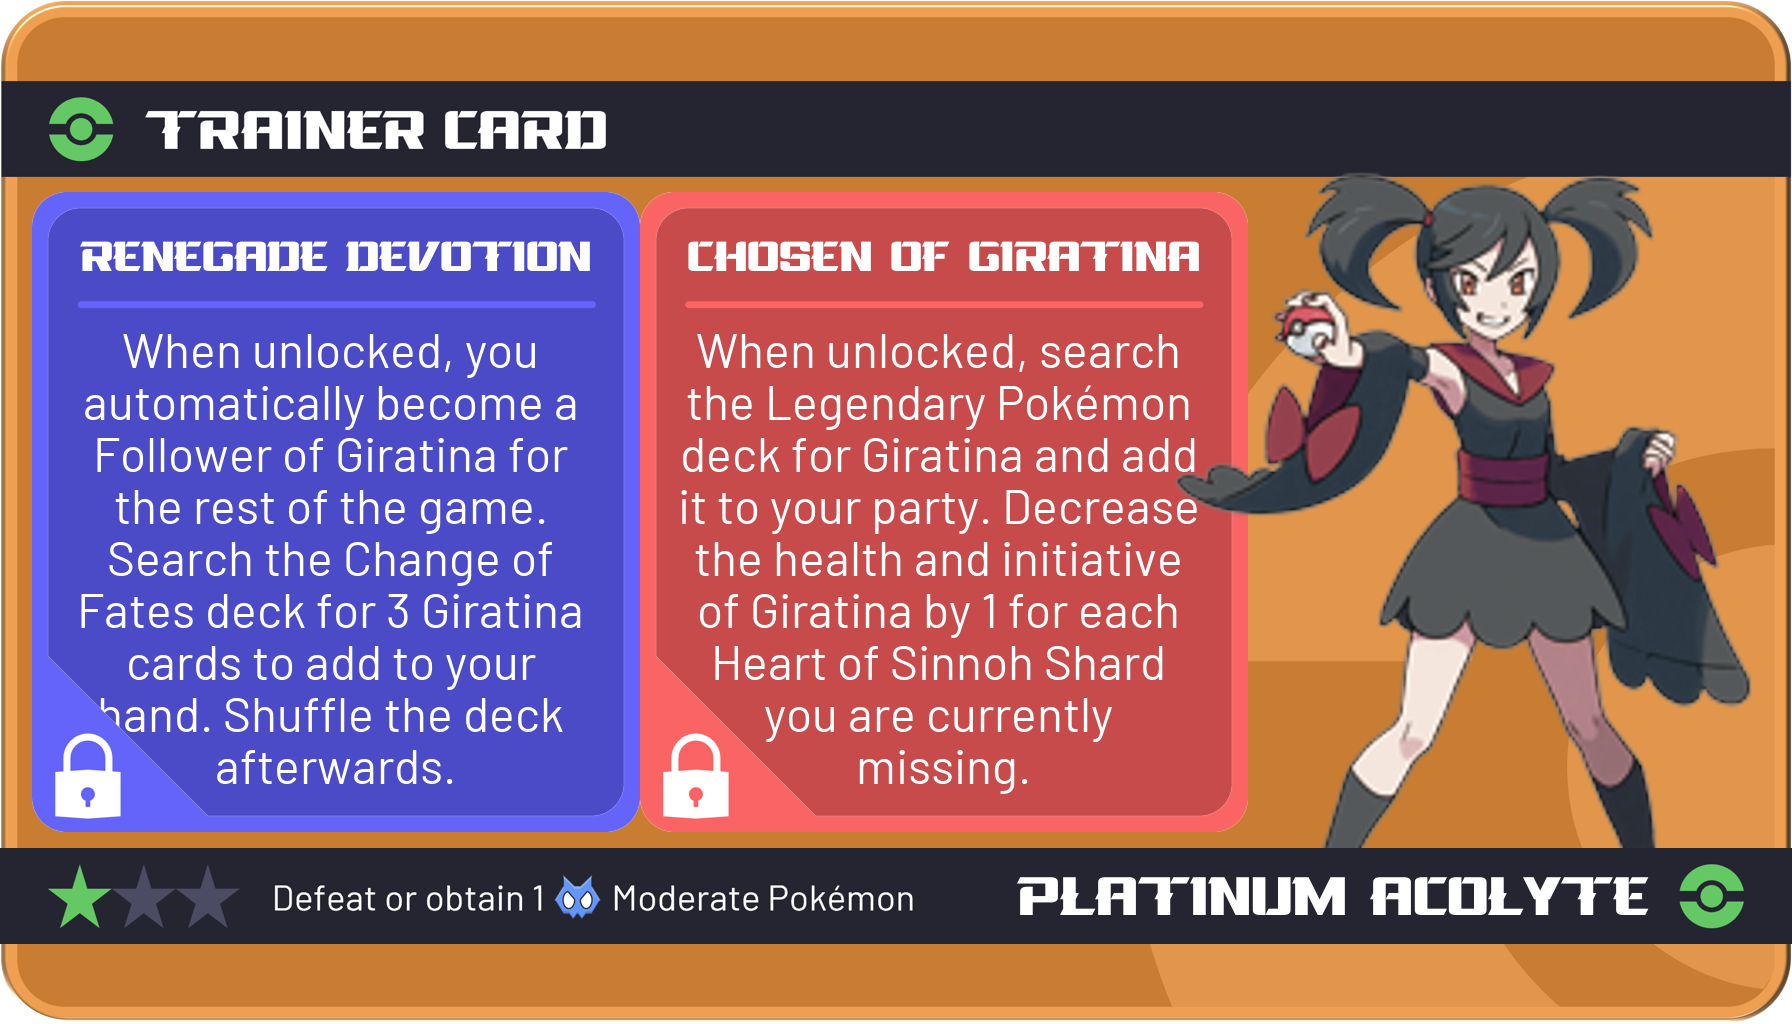 TRAINER CARD
RENEGADE DEVOTION
When unlocked, you
automatically become a
Follower of Giratina for
the rest of the game.
Search the Change of
Fates deck for 3 Giratina
cards to add to your
hand. Shuffle the deck
afterwards.
CHOSEN OF GIRATINA
When unlocked, search
the Legendary Pokémon
deck for Giratina and add
it to your party. Decrease
the health and initiative
of Giratina by 1 for each
Heart of Sinnoh Shard
you are currently
missing.
Defeat or obtain 1 Moderate Pokémon
PLATINUM ACOLYTE